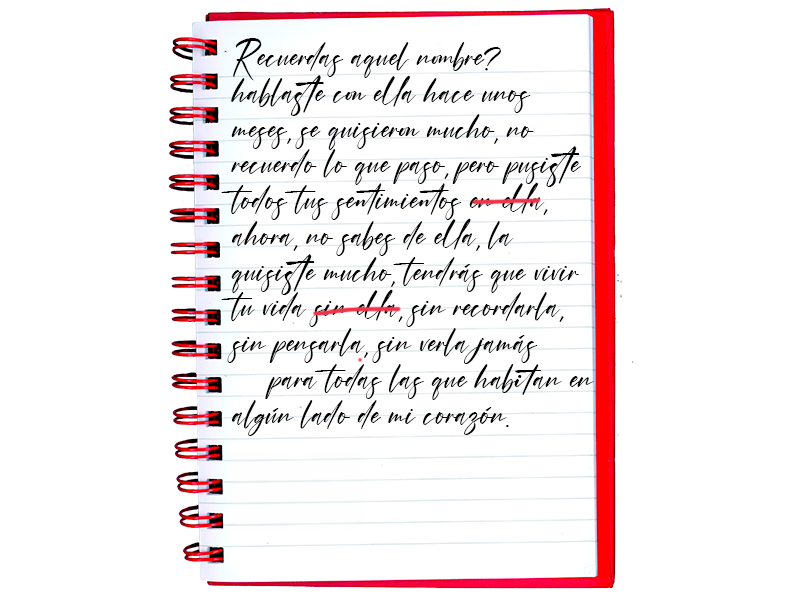 Recuerdas aquel nombre?
hablaste con ella hace unos
meses, se quisieron mucho, no
recuerdo lo que paso, pero pusiste
todos tus sentimientos en ella,
ahora, no sabes de ella, la
quisiste mucho, tendrás que vivir
tu vida sin ella, sin recordarla,
sin pensarla, sin verla jamás
para todas las que habitan en
algún lado de mi corazón.